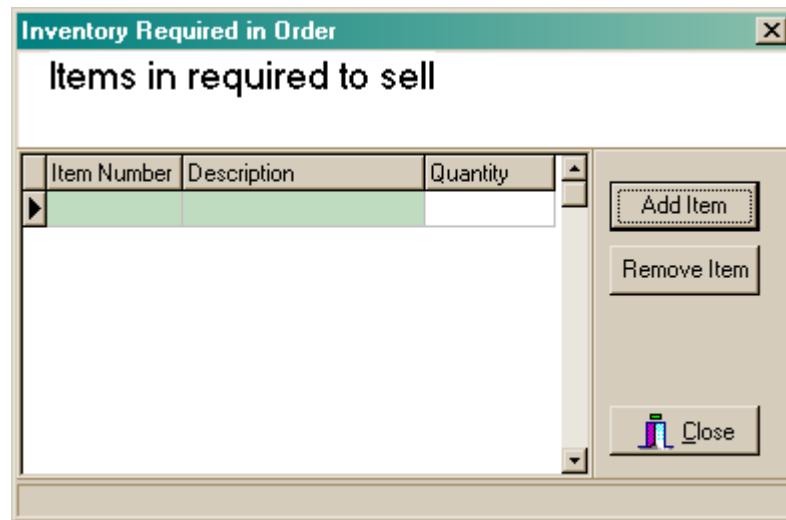 Inventory Required in Order
Items in required to sell
Item Number Description Quantity
Add Item
Remove Item
Close